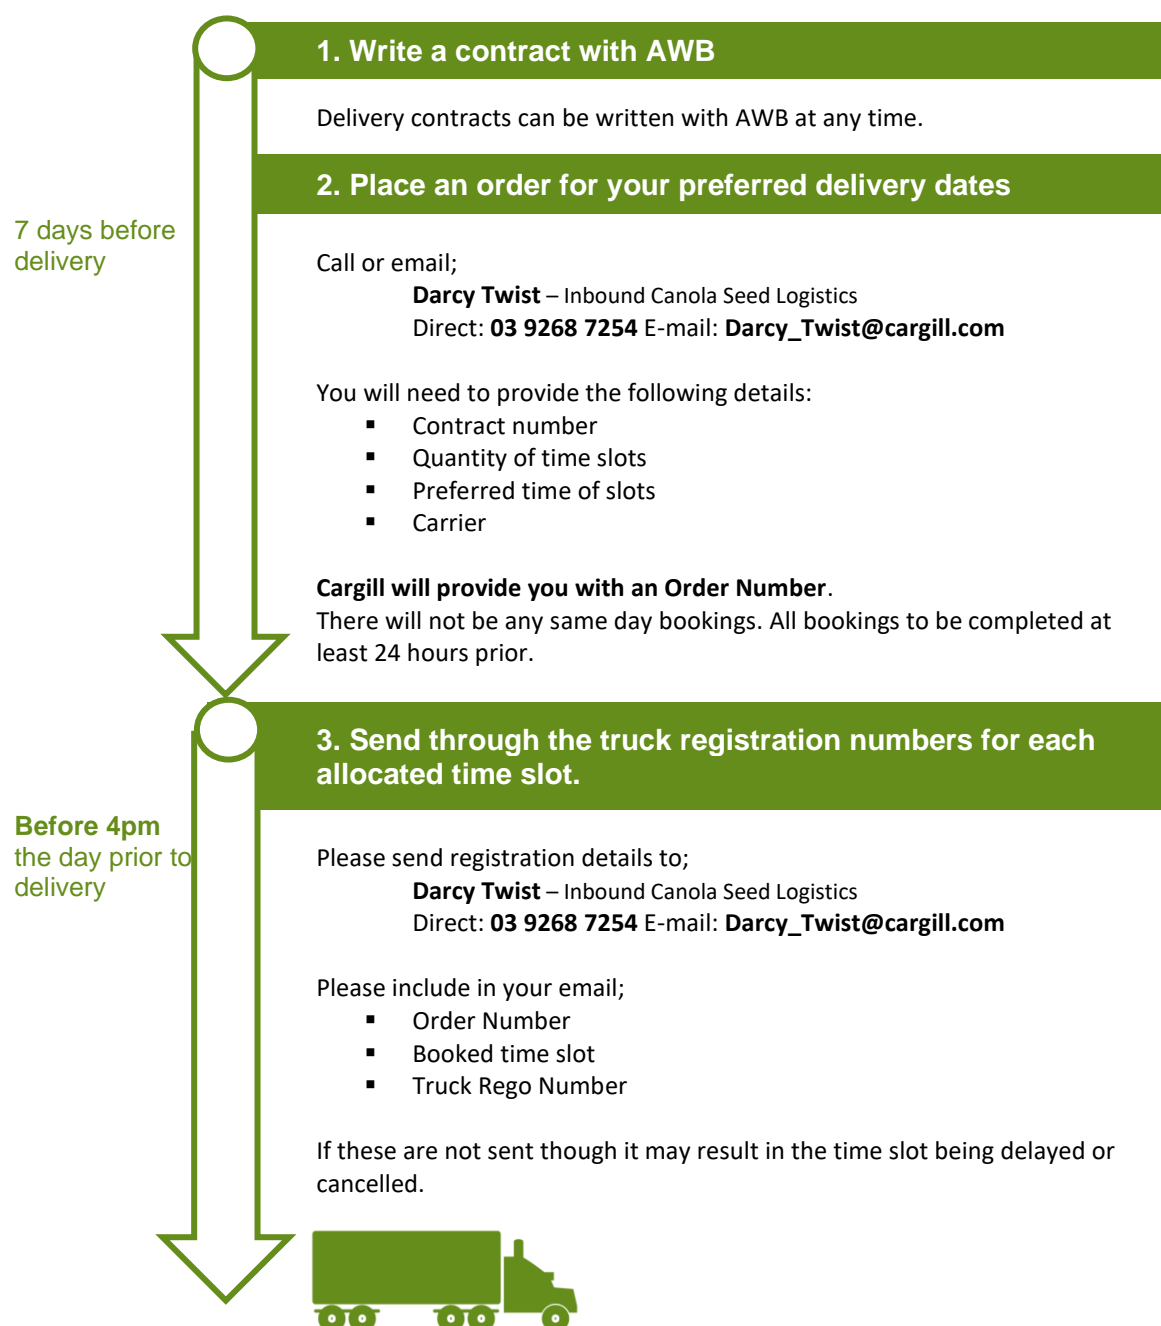 1. Write a contract with AWB
Delivery contracts can be written with AWB at any time.
2. Place an order for your preferred delivery dates
7 days before
delivery
Call or email;
Darcy Twist – Inbound Canola Seed Logistics
Direct: 03 9268 7254 E-mail: Darcy_Twist@cargill.com
You will need to provide the following details:
▪ Contract number
▪ Quantity of time slots
▪ Preferred time of slots
▪ Carrier
Cargill will provide you with an Order Number.
There will not be any same day bookings. All bookings to be completed at
least 24 hours prior.
3. Send through the truck registration numbers for each
allocated time slot.
Before 4pm
the day prior to
delivery
Please send registration details to;
Darcy Twist – Inbound Canola Seed Logistics
Direct: 03 9268 7254 E-mail: Darcy_Twist@cargill.com
Please include in your email;
▪ Order Number
▪ Booked time slot
▪ Truck Rego Number
If these are not sent though it may result in the time slot being delayed or
cancelled.